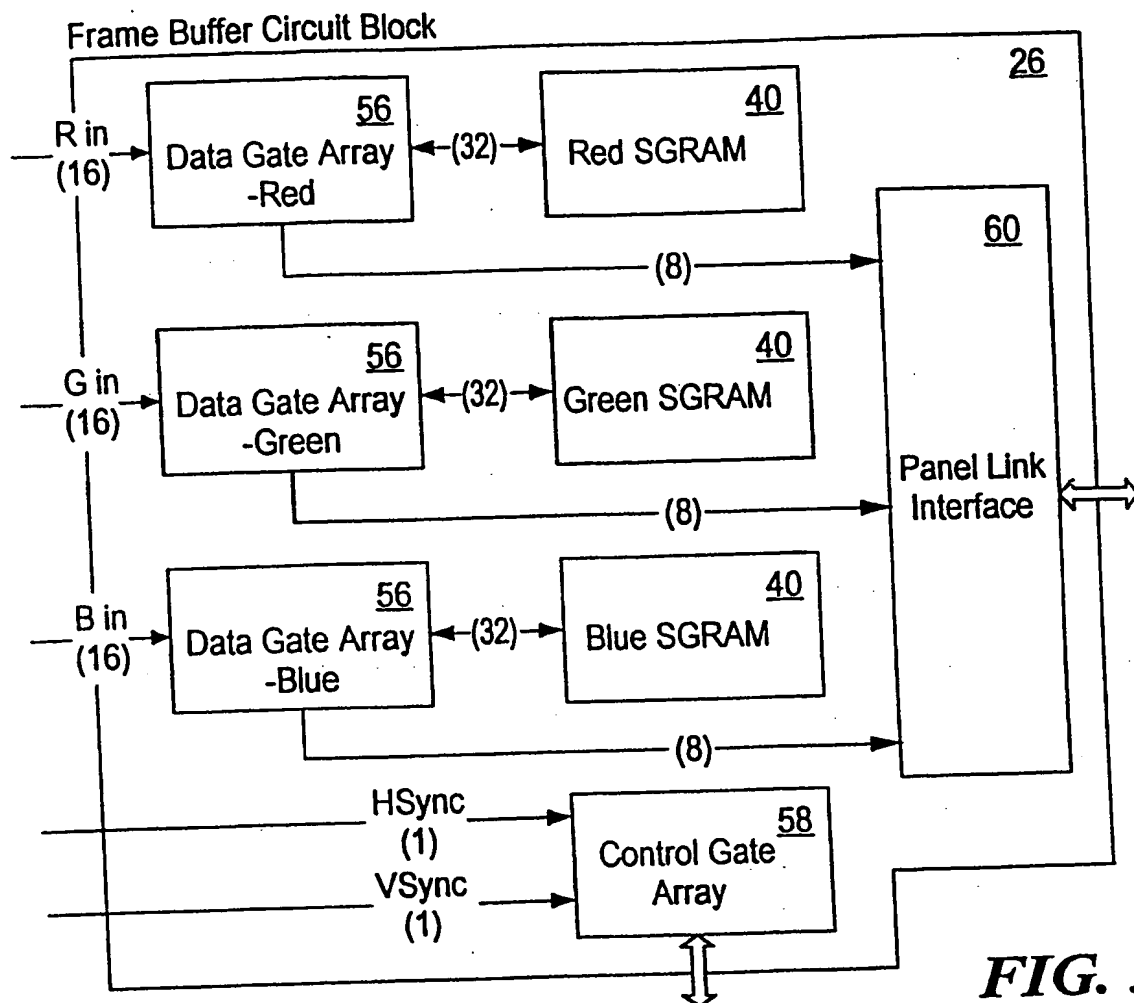 Frame Buffer Circuit Block
26
R in
(16)
56
Data Gate Array
-Red
(32)
40
Red SGRAM
(8)
60
Panel Link
Interface
G in
(16)
56
Data Gate Array
-Green
(32)
40
Green SGRAM
(8)
B in
(16)
56
Data Gate Array
-Blue
(32)
40
Blue SGRAM
(8)
HSync
(1)
VSync
(1)
58
Control Gate
Array
FIG.